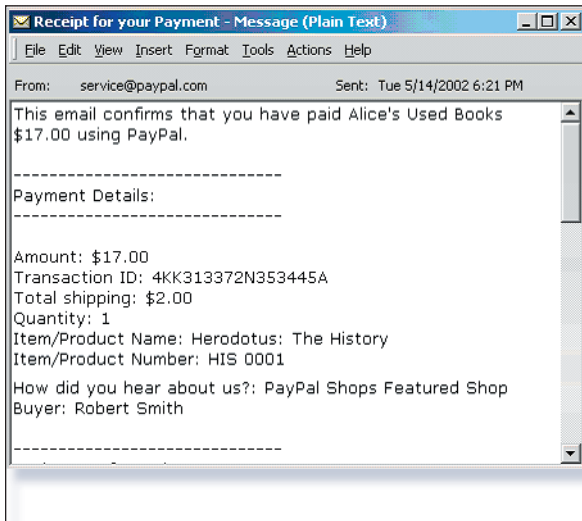 Receipt for your Payment - Message (Plain Text)
File Edit View Insert Format Tools Actions Help
From: service@paypal.com Sent: Tue 5/14/2002 6:21 PM
This email confirms that you have paid Alice's Used Books
$17.00 using PayPal.
------------------------------
Payment Details:
------------------------------
Amount: $17.00
Transaction ID: 4KK313372N353445A
Total shipping: $2.00
Quantity: 1
Item/Product Name: Herodotus: The History
Item/Product Number: HIS 0001
How did you hear about us?: PayPal Shops Featured Shop
Buyer: Robert Smith
------------------------------